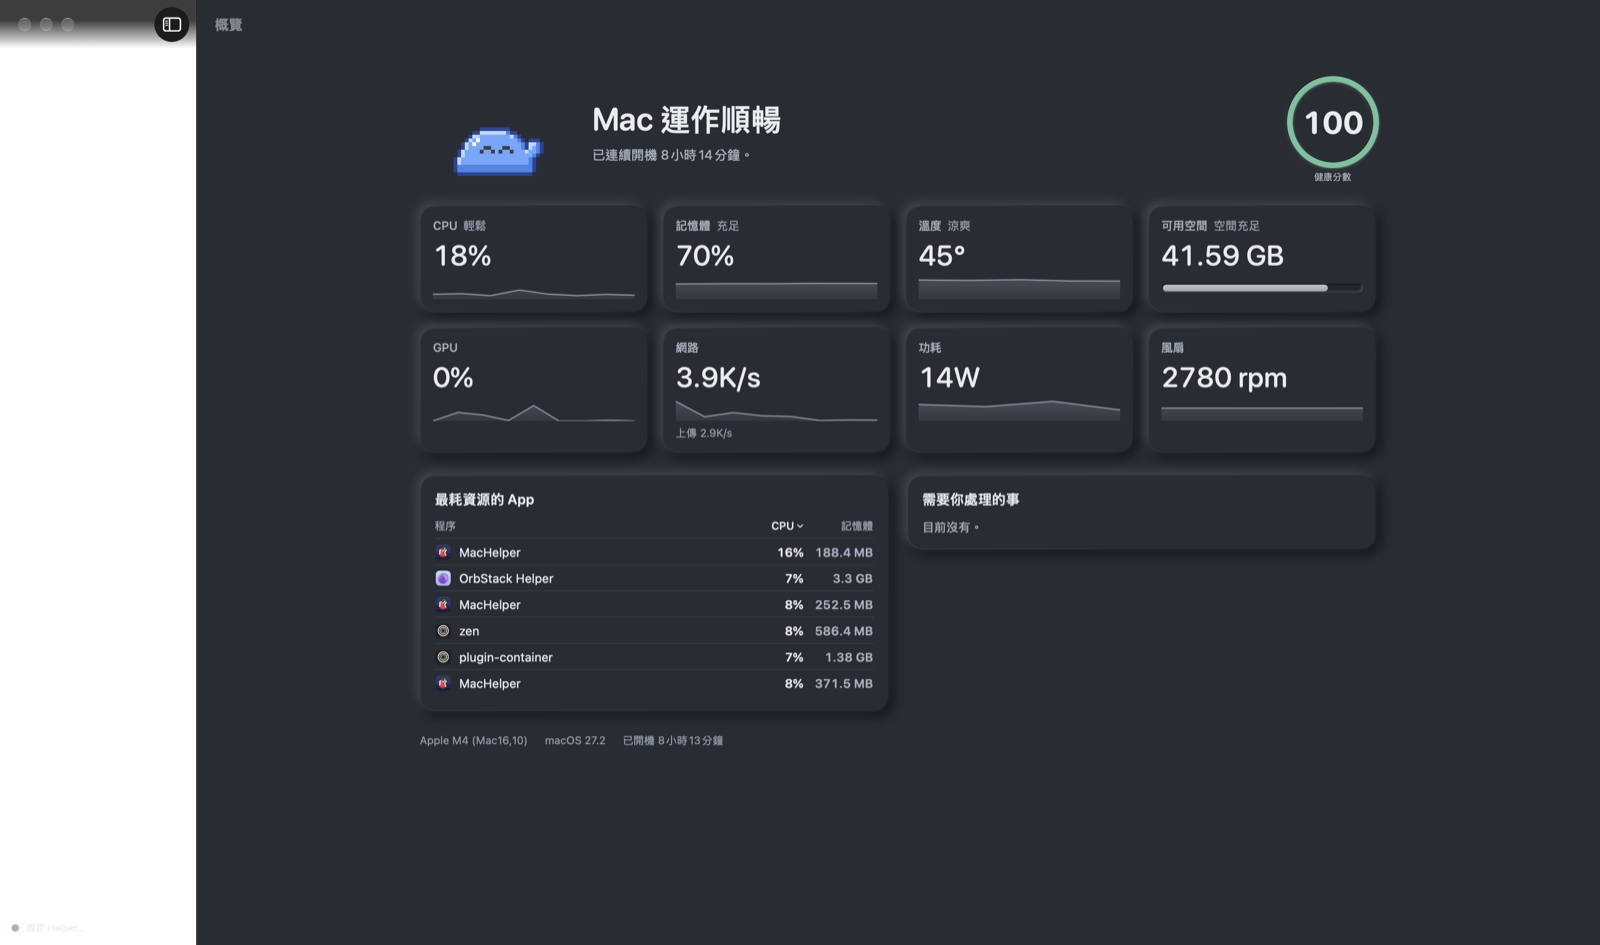 概覽
Mac 運作順暢
已連續開機 8小時14分鐘。
100
健康分數
CPU 輕鬆
18%
記憶體 充足
70%
溫度 涼爽
45°
可用空間 空間充足
41.59 GB
GPU
0%
網路
3.9K/s
上傳 2.9K/s
功耗
14W
風扇
2780 rpm
最耗資源的 App
程序 CPU 記憶體
MacHelper 16% 188.4 MB
OrbStack Helper 7% 3.3 GB
MacHelper 8% 252.5 MB
zen 8% 586.4 MB
plugin-container 7% 1.38 GB
MacHelper 8% 371.5 MB
需要你處理的事
目前沒有。
Apple M4 (Mac16,10) macOS 27.2 已開機 8小時13分鐘
Helper...